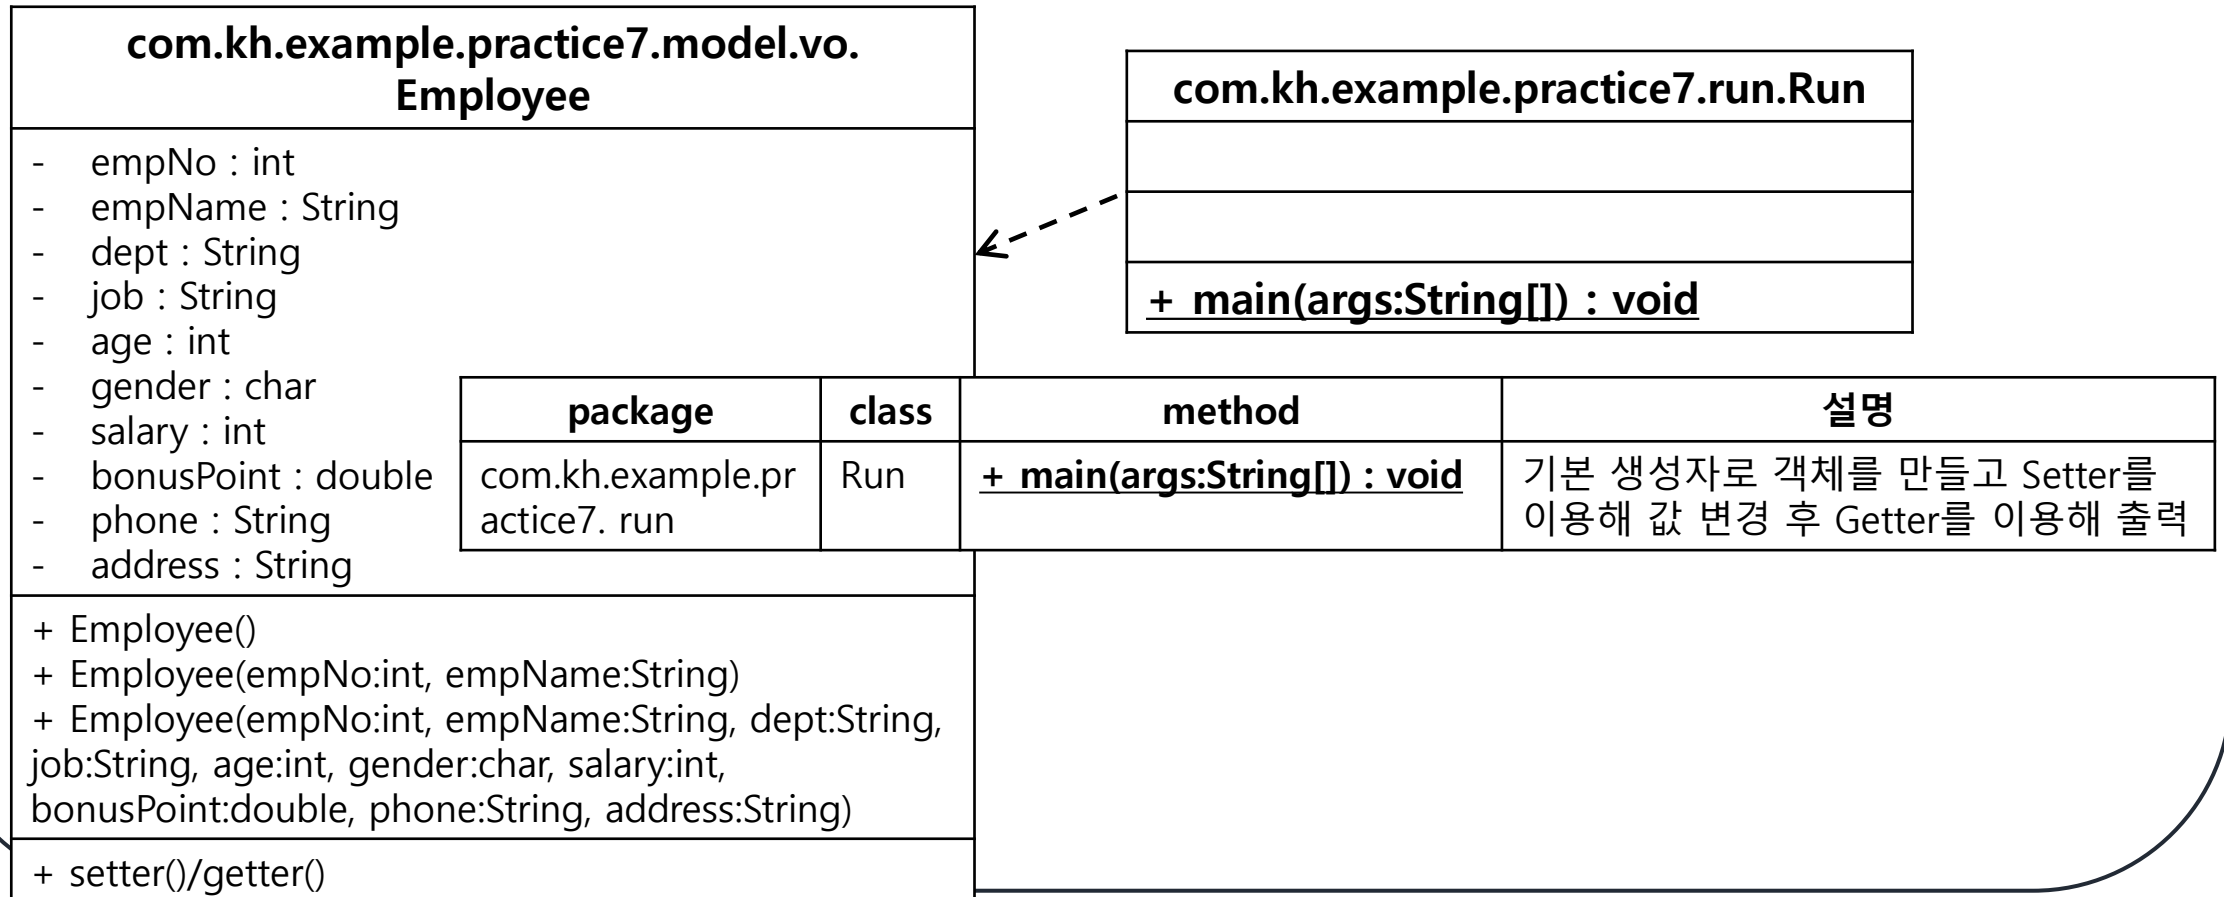 com.kh.example.practice7.model.vo.
Employee
- empNo : int
- empName : String
- dept : String
- job : String
- age : int
- gender : char
- salary : int
- bonusPoint : double
- phone : String
- address : String
+ Employee()
+ Employee(empNo:int, empName:String)
+ Employee(empNo:int, empName:String, dept:String,
job:String, age:int, gender:char, salary:int,
bonusPoint:double, phone:String, address:String)
+ setter()/getter()
com.kh.example.practice7.run.Run
+ main(args:String[]) : void
package class method 설명
com.kh.example.pr
actice7. run
Run
+ main(args:String[]) : void
기본 생성자로 객체를 만들고 Setter를
이용해 값 변경 후 Getter를 이용해 출력